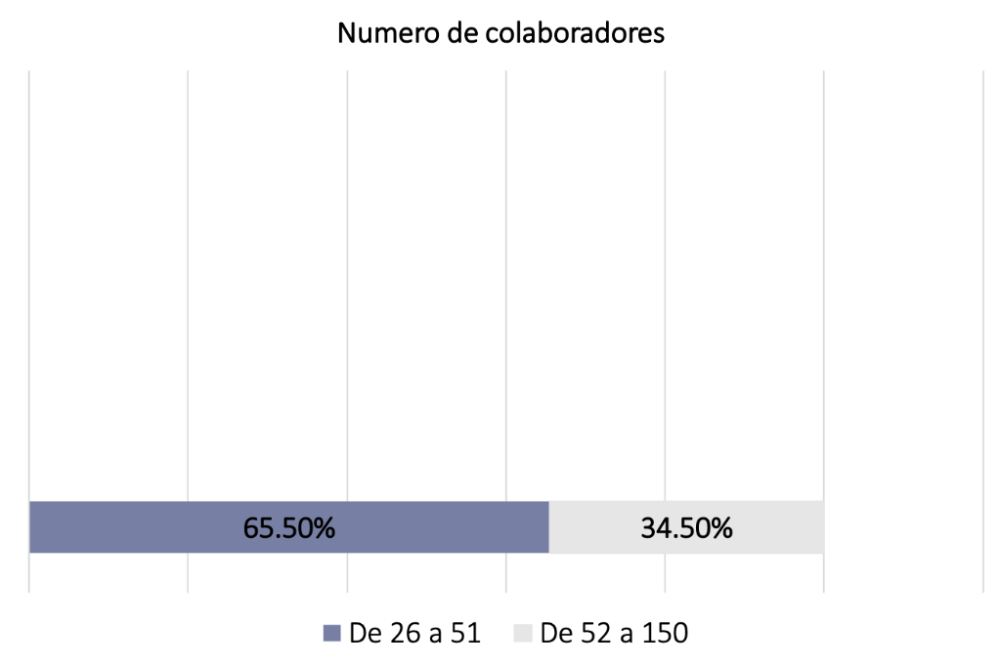 Numero de colaboradores
65.50% 34.50%
De 26 a 51 De 52 a 150